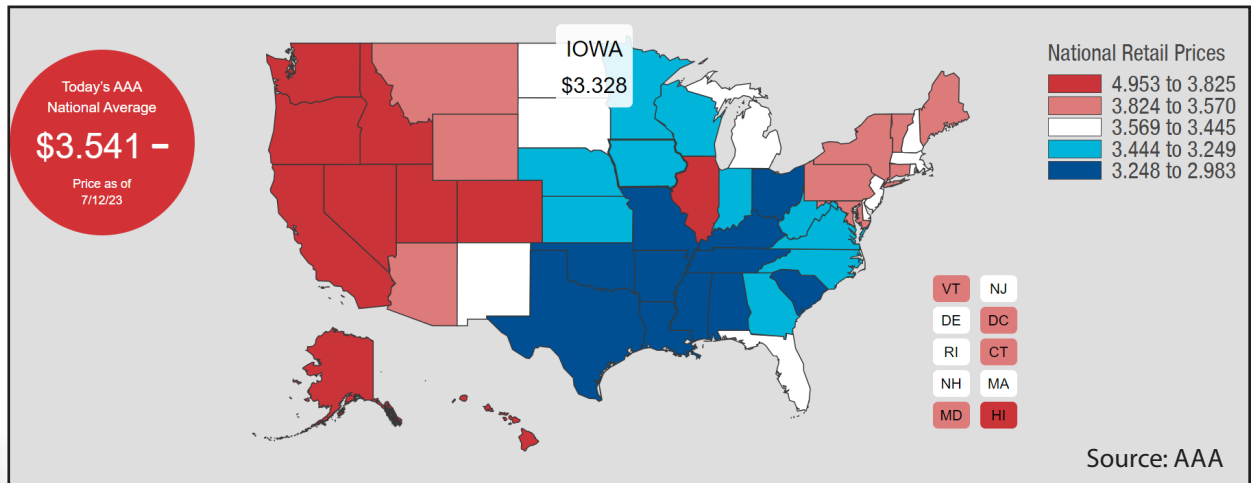 Today's AAA
National Average
$3.541 –
Price as of
7/12/23
IOWA
$3.328
National Retail Prices
4.953 to 3.825
3.824 to 3.570
3.569 to 3.445
3.444 to 3.249
3.248 to 2.983
VT NJ
DE DC
RI CT
NH MA
MD HI
Source: AAA